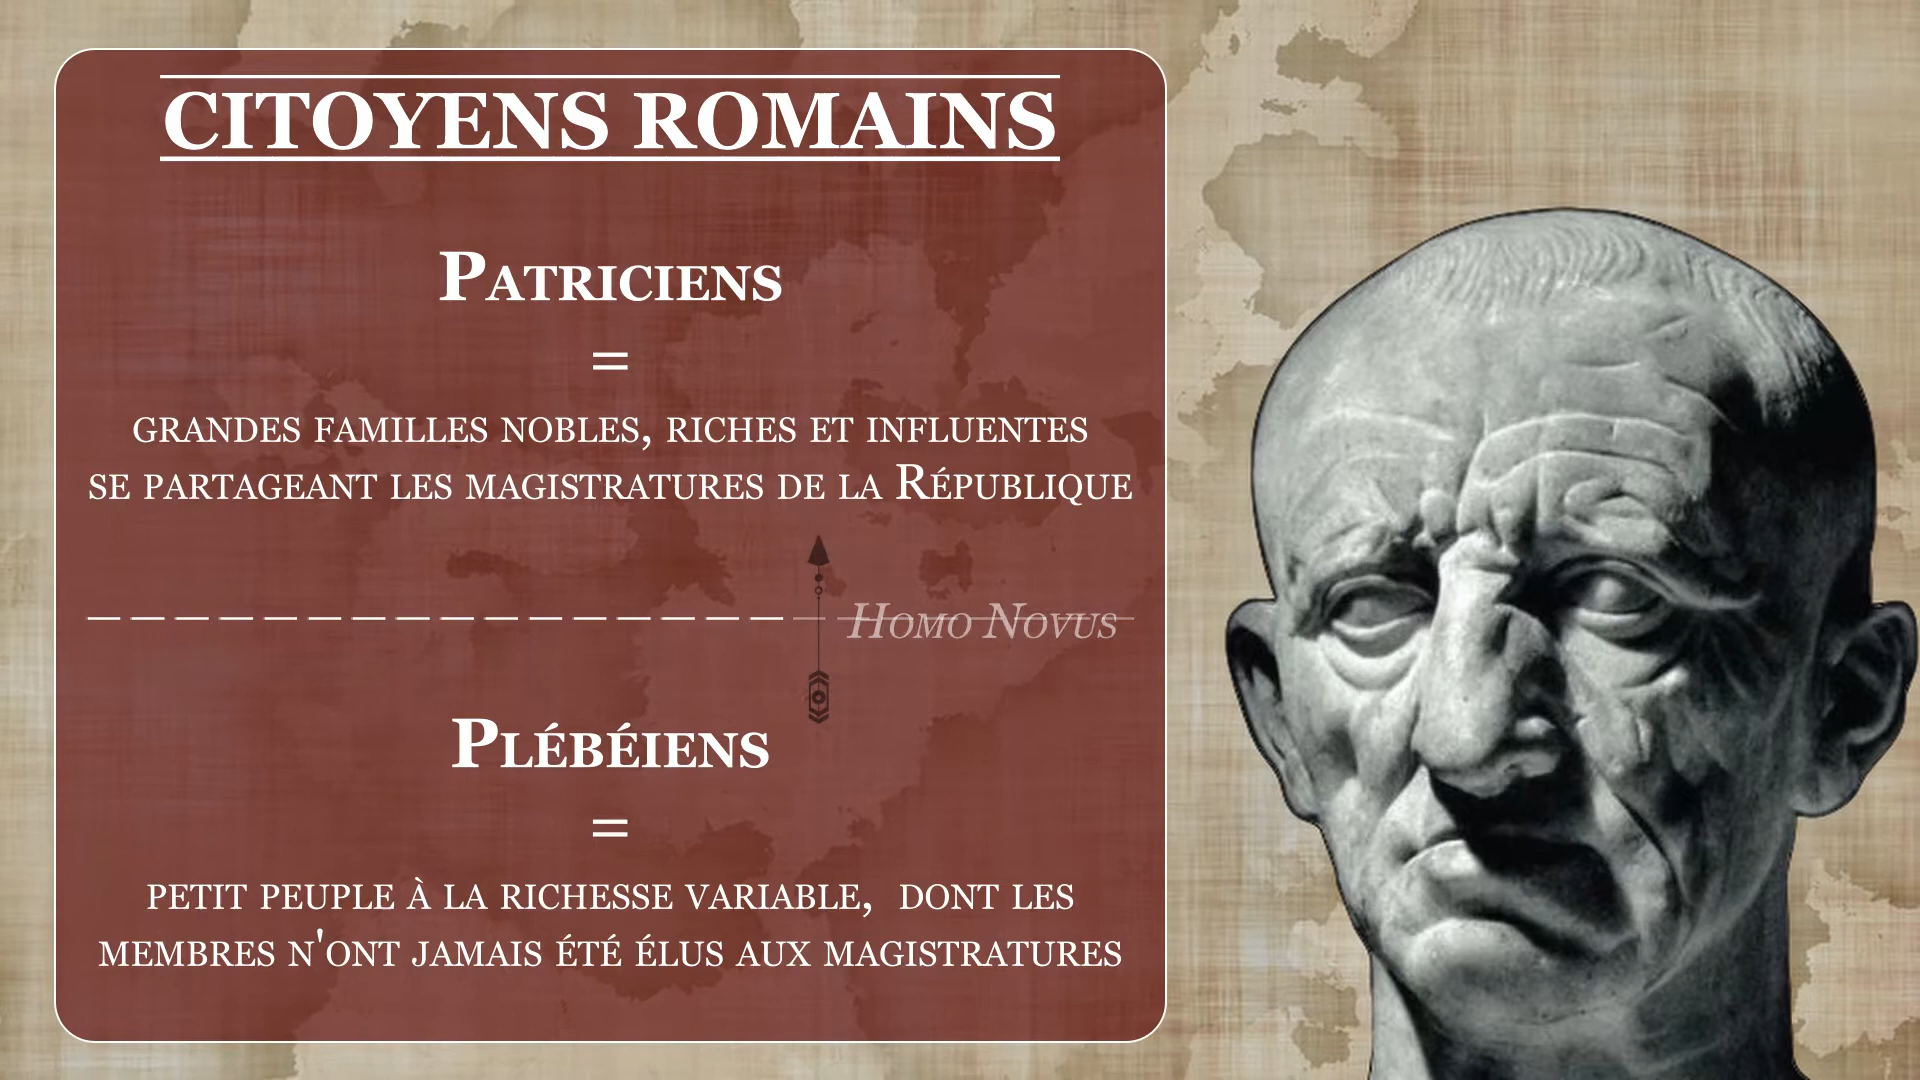 CITOYENS ROMAINS
Patriciens
=
grandes familles nobles, riches et influentes
se partageant les magistratures de la République
Homo Novus
Plébéiens
=
petit peuple à la richesse variable, dont les
membres n'ont jamais été élus aux magistratures